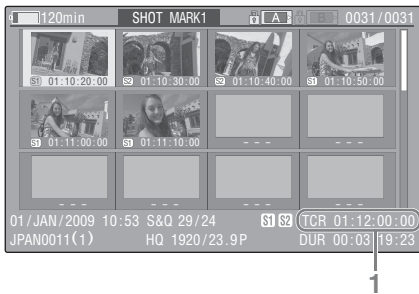 120min SHOT MARK1 A B 0031/0031
S1 01:10:20:00 S2 01:10:30:00 S2 01:10:40:00 S1 01:10:50:00
S1 01:11:00:00 S1 01:11:10:00 - - - - - -
- - - - - - - - - - - -
01/JAN/2009 10:53 S&Q 29/24 S1 S2 TCR 01:12:00:00
JPAN0011(1) HQ 1920/23.9P DUR 00:03:19:23
1